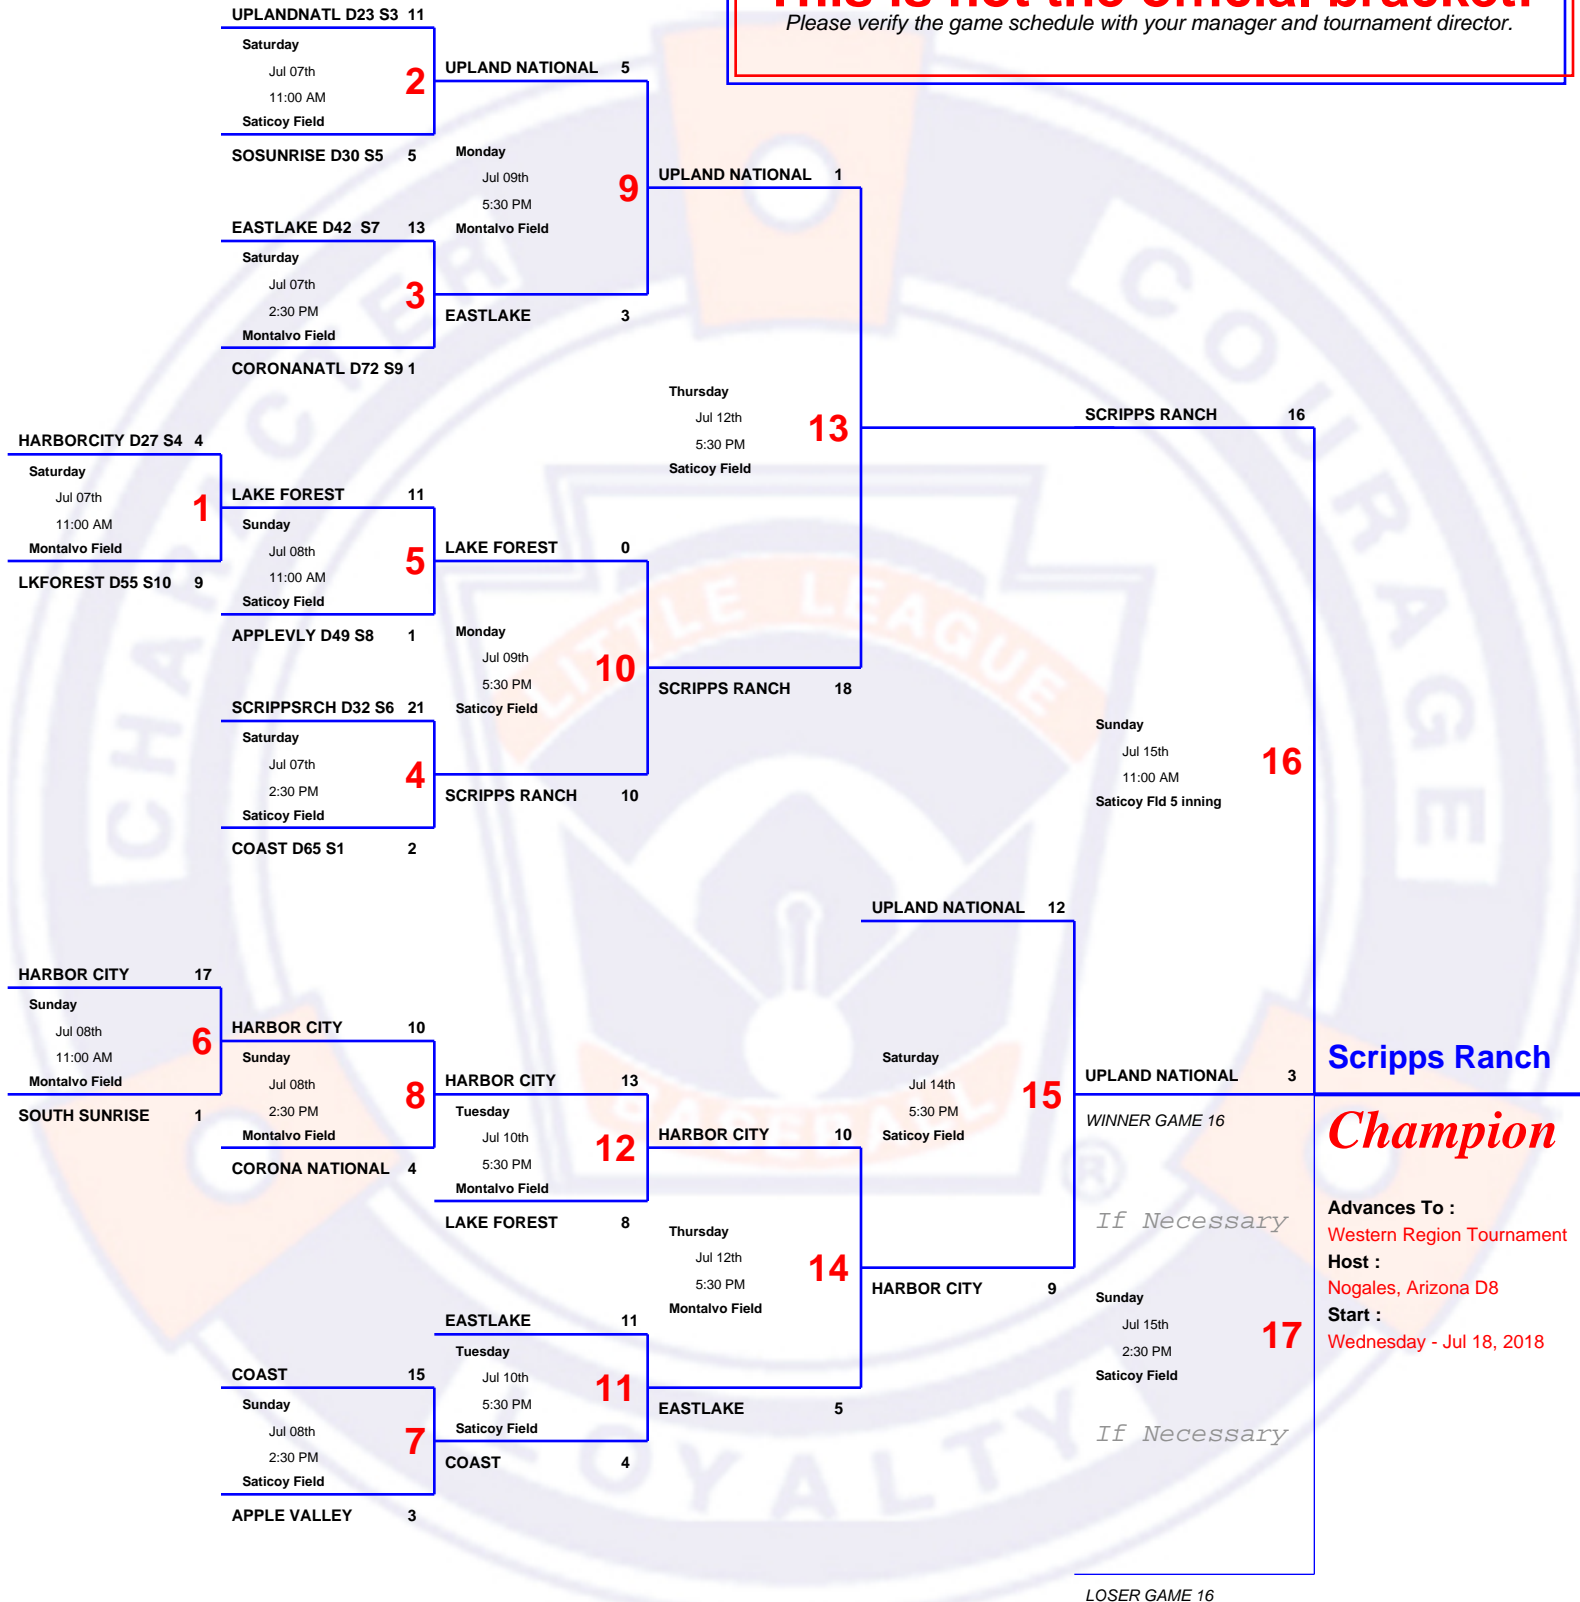 This is not the official bracket!
Please verify the game schedule with your manager and tournament director.
UPLANDNATL D23 S3 11
Saturday
Jul 07th
11:00 AM
Saticoy Field
2
SOSUNRISE D30 S5 5
UPLAND NATIONAL 5
Monday
Jul 09th
5:30 PM
Montalvo Field
9
EASTLAKE D42 S7 13
Saturday
Jul 07th
2:30 PM
Montalvo Field
3
CORONANATL D72 S9 1
EASTLAKE 3
UPLAND NATIONAL 1
Thursday
Jul 12th
5:30 PM
Saticoy Field
13
HARBORCITY D27 S4 4
Saturday
Jul 07th
11:00 AM
Montalvo Field
1
LKFOREST D55 S10 9
LAKE FOREST 11
Sunday
Jul 08th
11:00 AM
Saticoy Field
5
APPLEVLY D49 S8 1
LAKE FOREST 0
Monday
Jul 09th
5:30 PM
Saticoy Field
10
SCRIPPSRCH D32 S6 21
Saturday
Jul 07th
2:30 PM
Saticoy Field
4
COAST D65 S1 2
SCRIPPS RANCH 10
SCRIPPS RANCH 18
SCRIPPS RANCH 16
Sunday
Jul 15th
11:00 AM
Saticoy Fld 5 inning
16
HARBOR CITY 17
Sunday
Jul 08th
11:00 AM
Montalvo Field
6
SOUTH SUNRISE 1
HARBOR CITY 10
Sunday
Jul 08th
2:30 PM
Montalvo Field
8
CORONA NATIONAL 4
HARBOR CITY 13
Tuesday
Jul 10th
5:30 PM
Montalvo Field
12
LAKE FOREST 8
HARBOR CITY 10
Thursday
Jul 12th
5:30 PM
Montalvo Field
14
EASTLAKE 11
Tuesday
Jul 10th
5:30 PM
Saticoy Field
11
COAST 15
Sunday
Jul 08th
2:30 PM
Saticoy Field
7
APPLE VALLEY 3
COAST 4
EASTLAKE 5
UPLAND NATIONAL 12
Saturday
Jul 14th
5:30 PM
Saticoy Field
15
HARBOR CITY 9
UPLAND NATIONAL 3
WINNER GAME 16
If Necessary
Sunday
Jul 15th
2:30 PM
Saticoy Field
17
If Necessary
LOSER GAME 16
Scripps Ranch
Champion
Advances To :
Western Region Tournament
Host :
Nogales, Arizona D8
Start :
Wednesday - Jul 18, 2018
CHARACTER
COURAGE
LOYALTY
LITTLE LEAGUE
BASEBALL
®